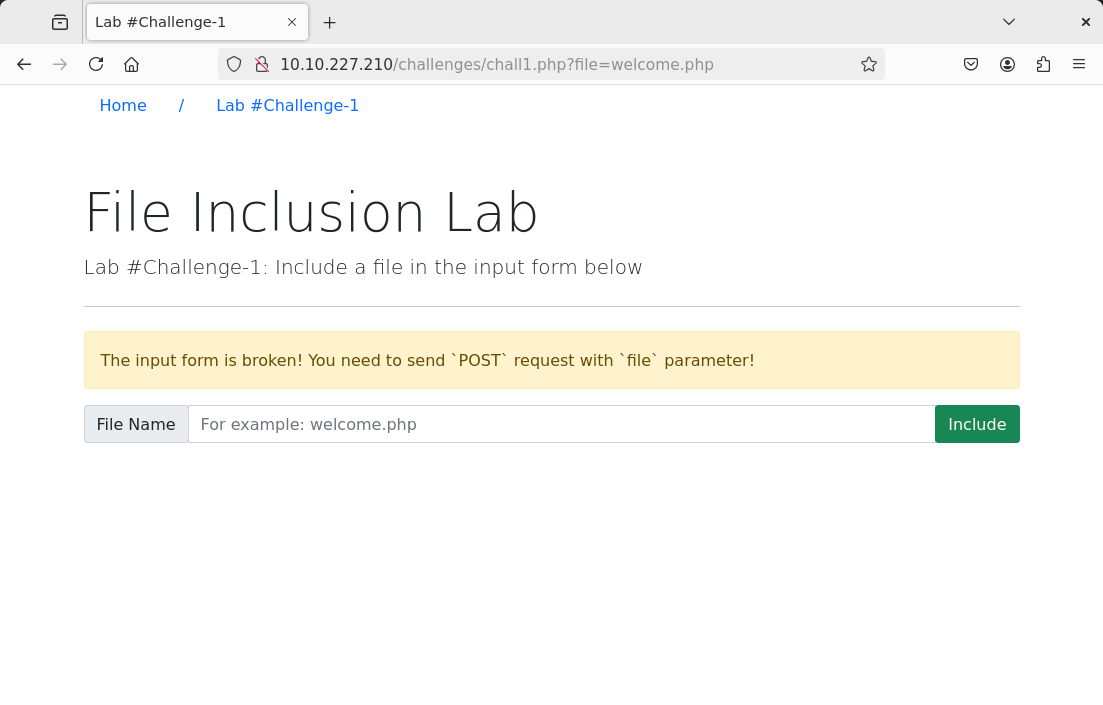 Lab #Challenge-1
10.10.227.210/challenges/chall1.php?file=welcome.php
Home / Lab #Challenge-1
File Inclusion Lab
Lab #Challenge-1: Include a file in the input form below
The input form is broken! You need to send `POST` request with `file` parameter!
File Name For example: welcome.php Include